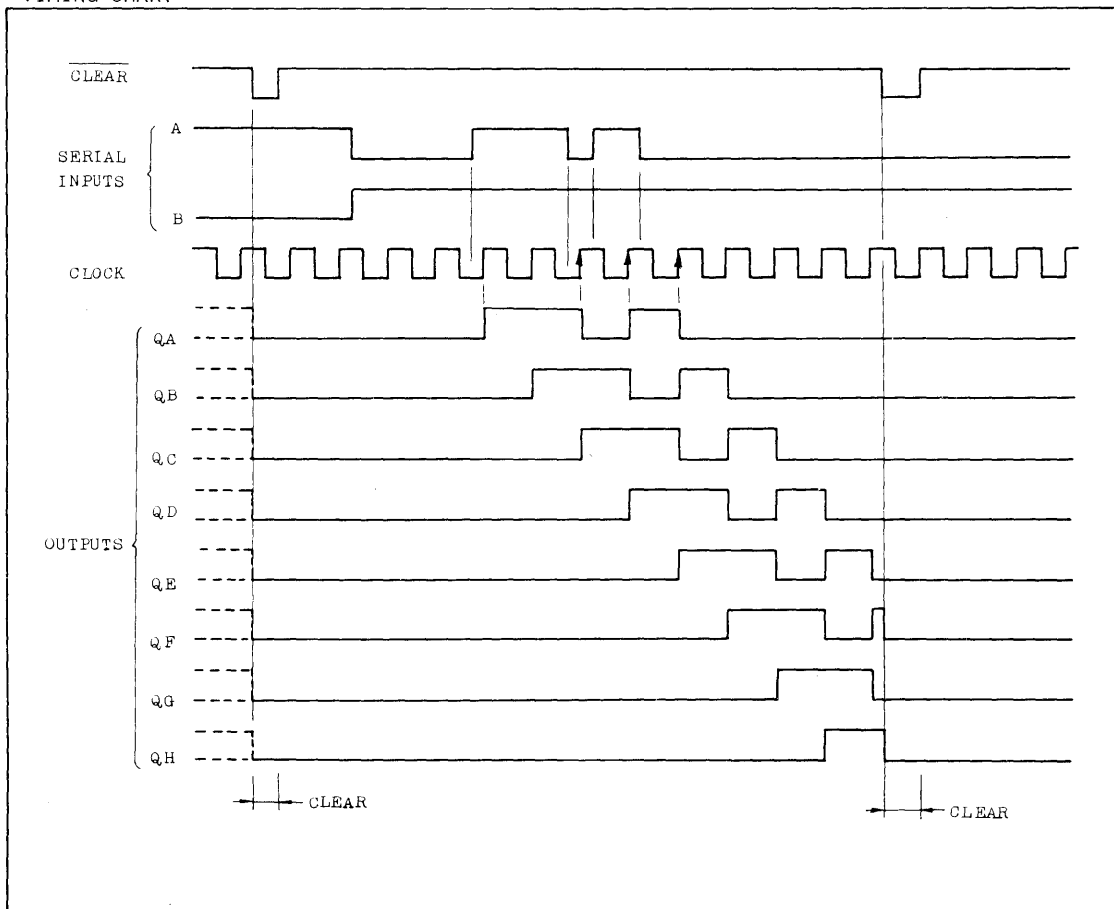 CLEAR
A
SERIAL
INPUTS
B
CLOCK
QA
QB
QC
QD
OUTPUTS
QE
QF
QG
QH
CLEAR
CLEAR